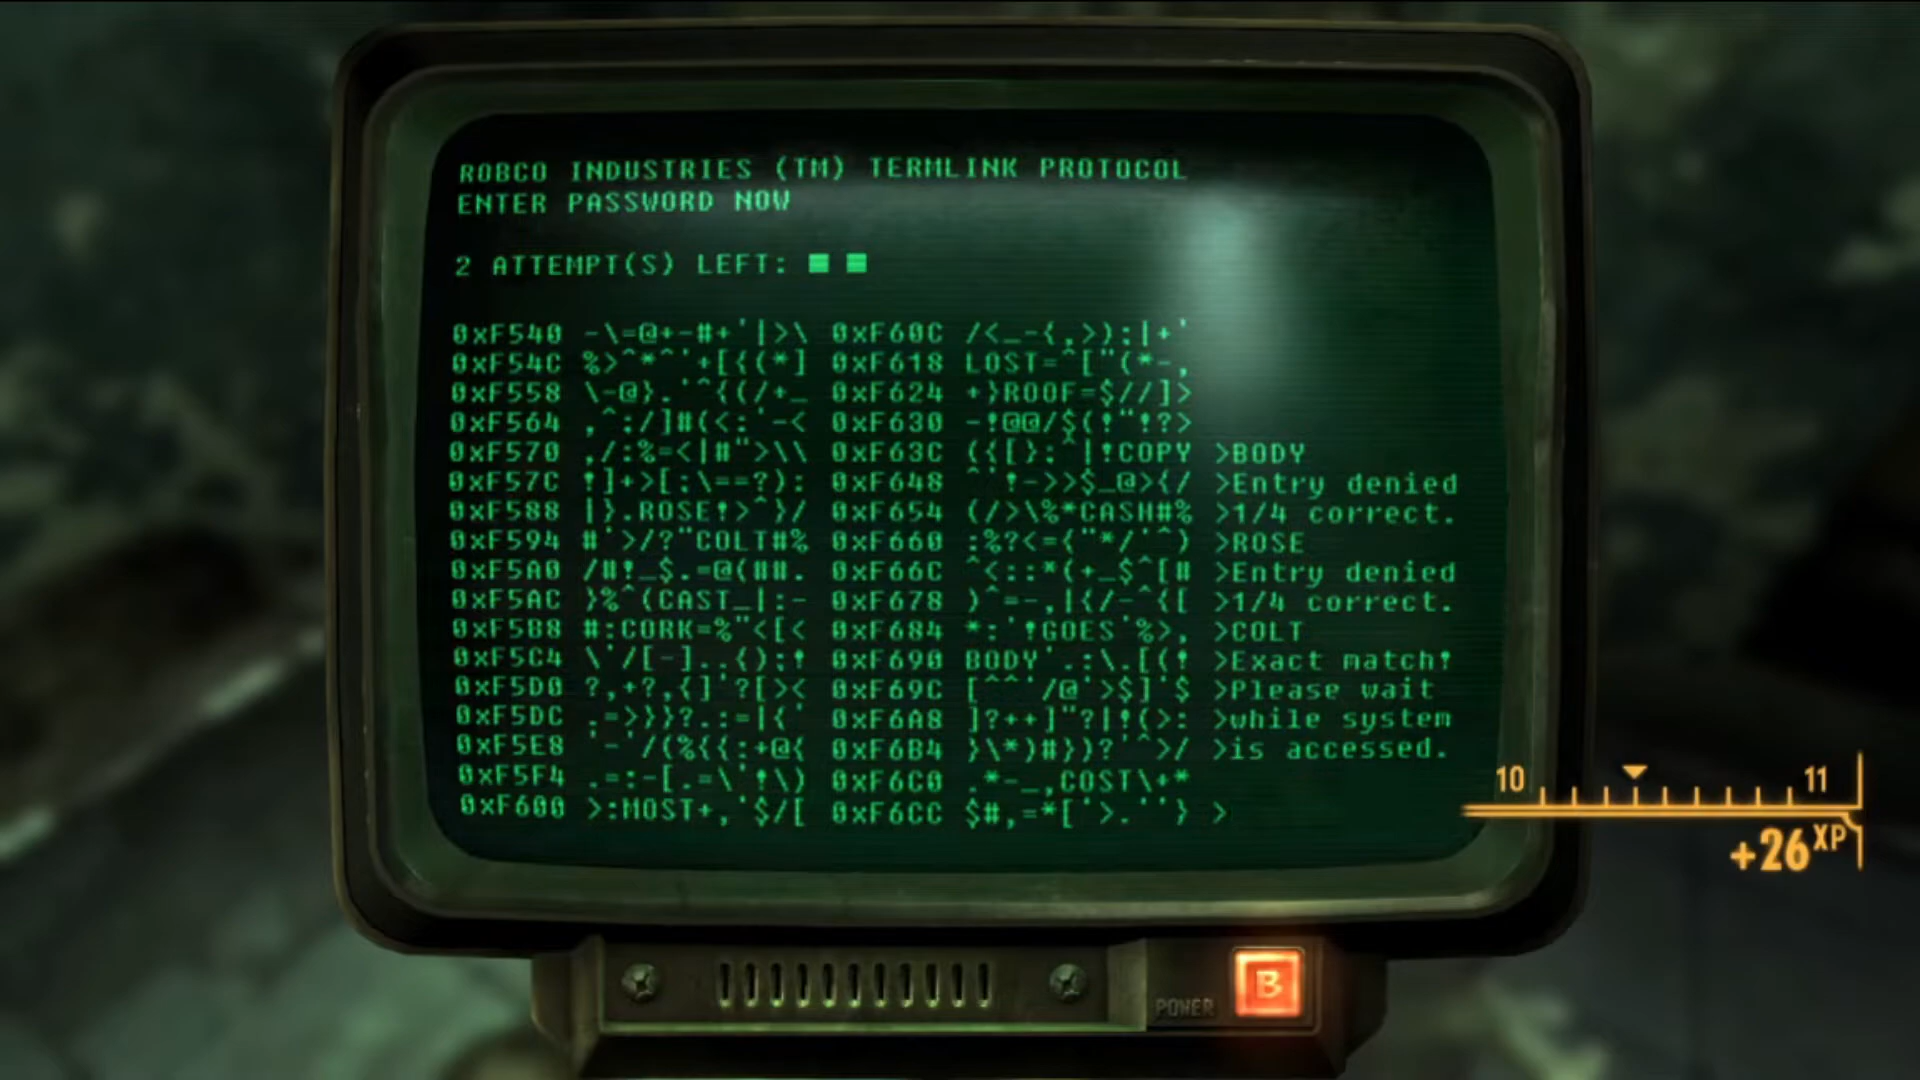 ROBCO INDUSTRIES (TM) TERMLINK PROTOCOL
ENTER PASSWORD NOW
2 ATTEMPT(S) LEFT: ■ ■
0xF540 -\=@+-#+'|>\ 0xF60C /<_-{,>):|+'
0xF54C %>^*^'+[{(*] 0xF618 LOST=^["(*-,
0xF558 \-@}.'^{(/+_ 0xF624 +}ROOF=$//]>
0xF564 ,^:/]#(<:'-< 0xF630 -!@@/$(!"!?>
0xF570 ,/:%=<|#">\\ 0xF63C ({[}:^|!COPY >BODY
0xF57C !]+>[;\==?): 0xF648 ^'!->>$_@>{/ >Entry denied
0xF588 |}.ROSE!>^}/ 0xF654 (/>\%*CASH#% >1/4 correct.
0xF594 #'>/?"COLT#% 0xF660 :%?<={"*/'^) >ROSE
0xF5A0 /#!_$.=@(##. 0xF66C ^<::*(+_$^[# >Entry denied
0xF5AC }%^(CAST_|:- 0xF678 )^=-,|{/-^{[ >1/4 correct.
0xF5B8 #:CORK=%"<[< 0xF684 *:'!GOES'%>, >COLT
0xF5C4 \'/[-]..{):! 0xF690 BODY'.:\.[(! >Exact match!
0xF5D0 ?,+?,{]'?[>< 0xF69C [^^'/@'>$]'$ >Please wait
0xF5DC .=>}}?.:=|{' 0xF6A8 ]?++]"?|!(>: >while system
0xF5E8 '-'/(%{{:+@{ 0xF6B4 }\*)#})?'^>/ >is accessed.
0xF5F4 .=:-[.=\'!\) 0xF6C0 .*-_,COST\+*
0xF600 >:MOST+,'$/[ 0xF6CC $#,=*['>.''} >
10 11
+26 XP
POWER
B